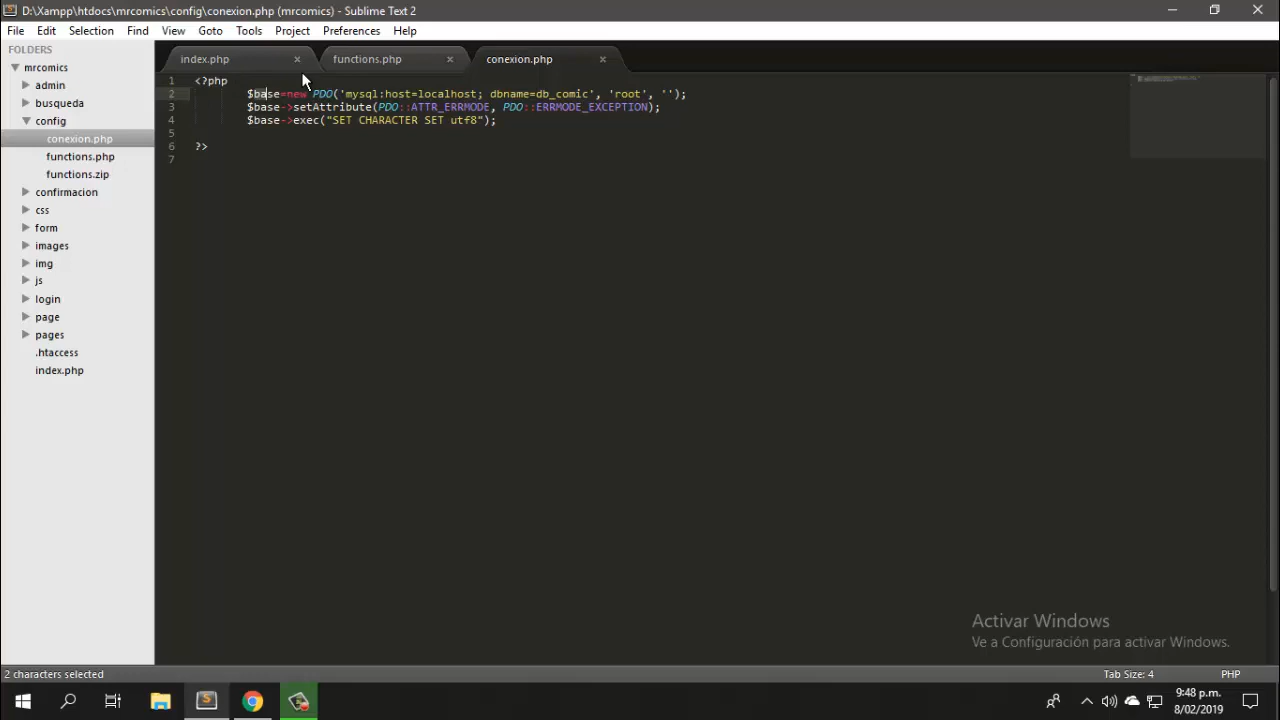 D:\Xampp\htdocs\mrcomics\config\conexion.php (mrcomics) - Sublime Text 2
File Edit Selection Find View Goto Tools Project Preferences Help
FOLDERS
mrcomics
admin
busqueda
config
conexion.php
functions.php
functions.zip
confirmacion
css
form
images
img
js
login
page
pages
.htaccess
index.php
index.php × functions.php × conexion.php ×
1 <?php
2 $base=new PDO('mysql:host=localhost; dbname=db_comic', 'root', '');
3 $base->setAttribute(PDO::ATTR_ERRMODE, PDO::ERRMODE_EXCEPTION);
4 $base->exec("SET CHARACTER SET utf8");
5
6 ?>
7
Activar Windows
Ve a Configuración para activar Windows.
2 characters selected Tab Size: 4 PHP
9:48 p.m.
8/02/2019